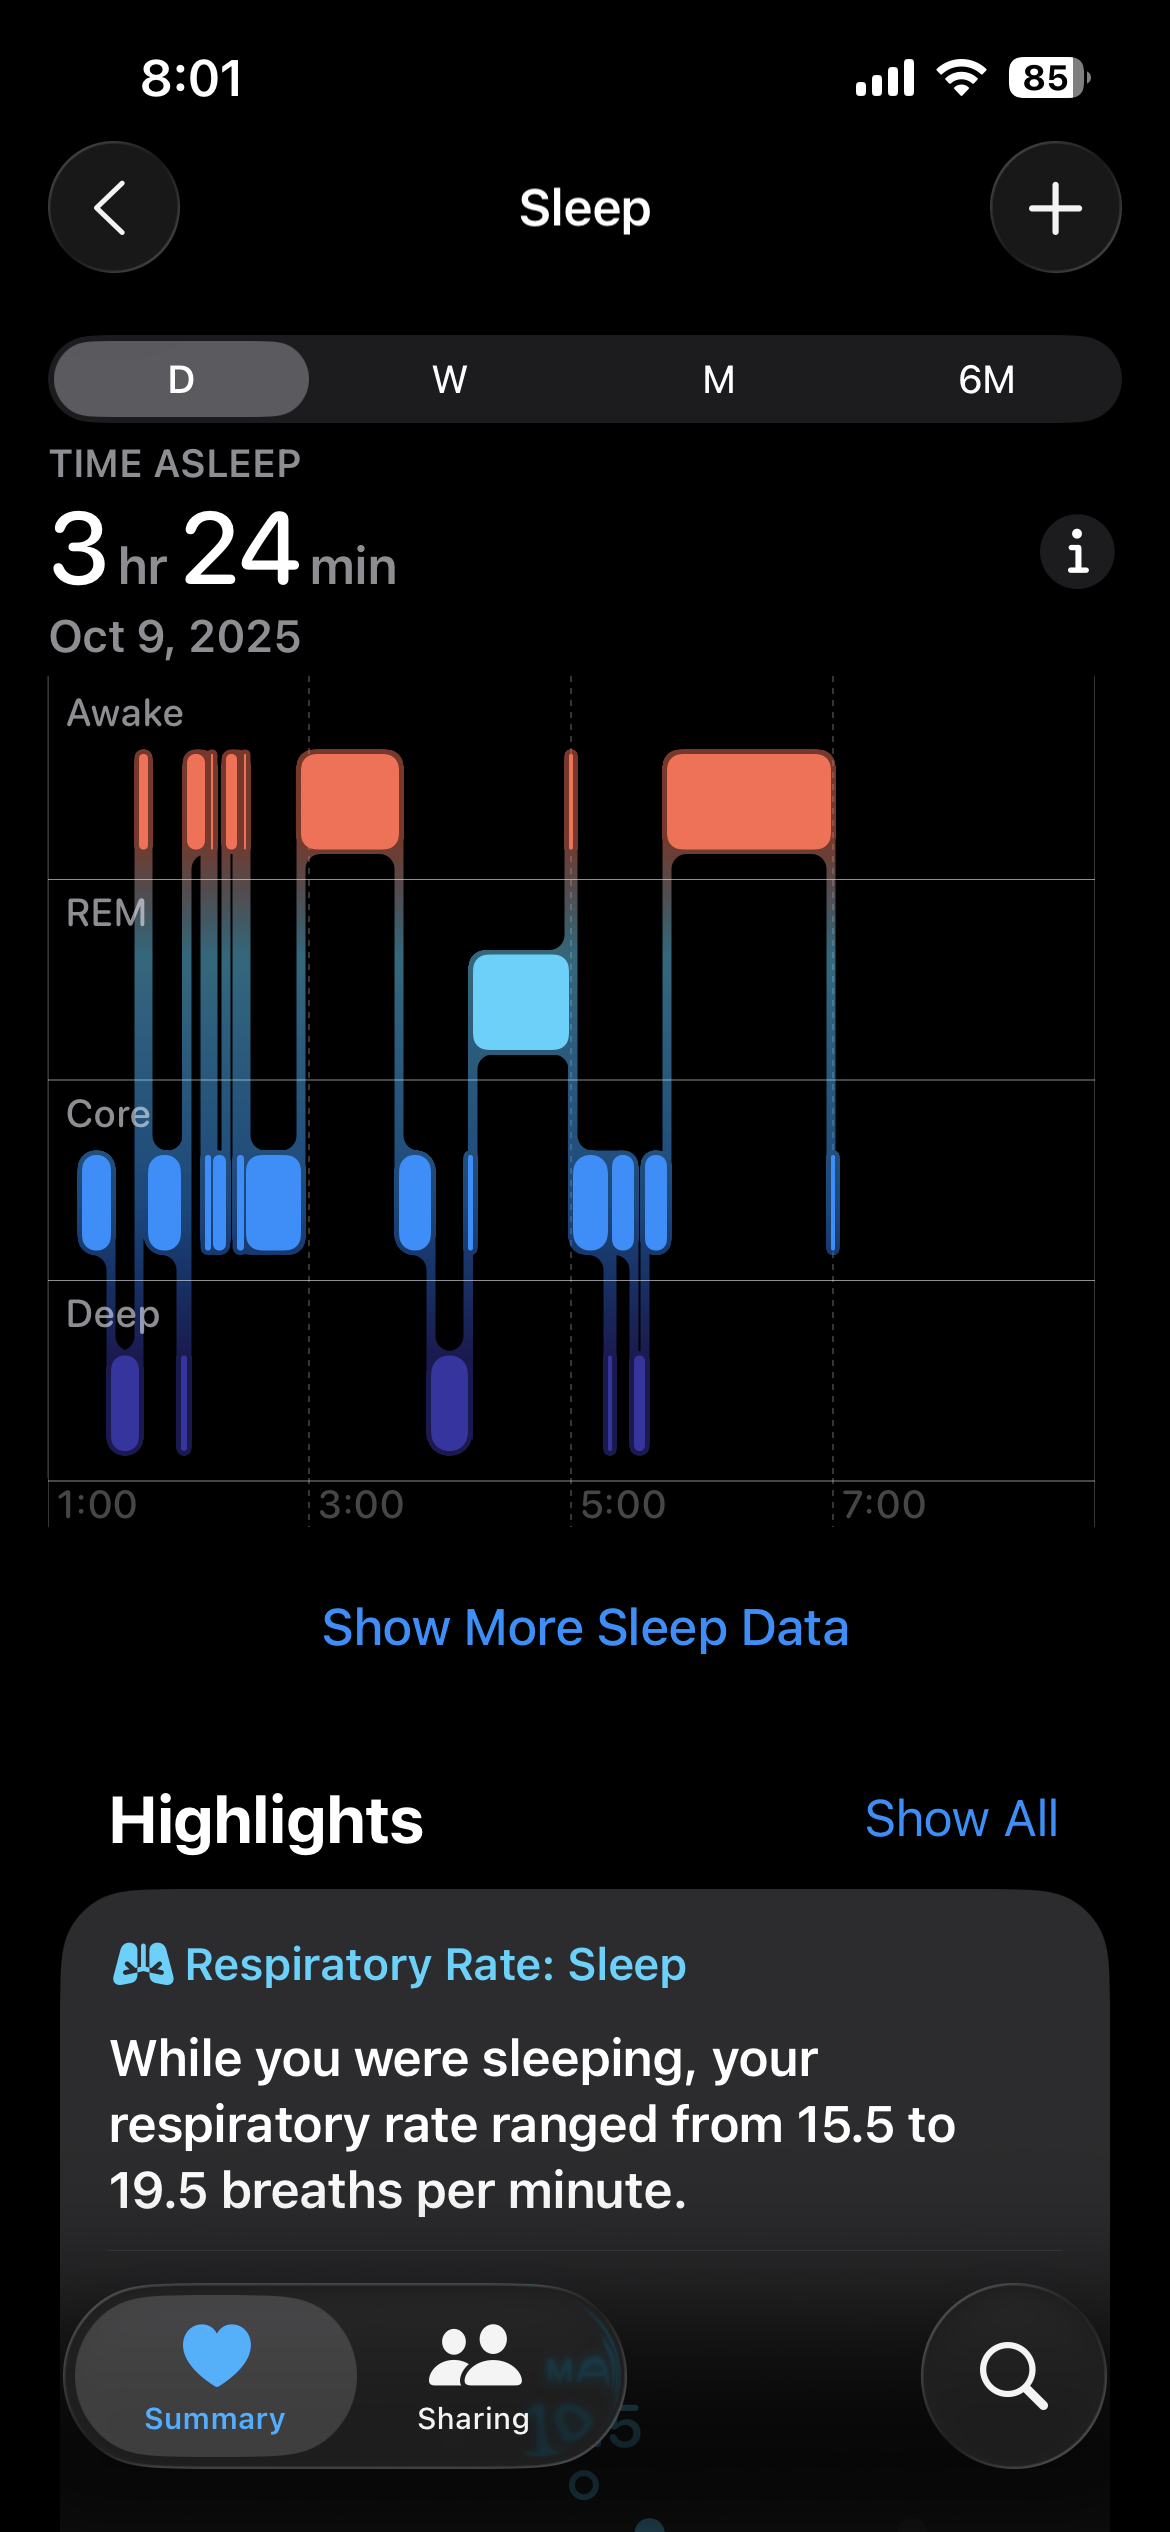 8:01
85
Sleep
D W M 6M
TIME ASLEEP
3 hr 24 min
Oct 9, 2025
Awake
REM
Core
Deep
1:00 3:00 5:00 7:00
Show More Sleep Data
Highlights Show All
Respiratory Rate: Sleep
While you were sleeping, your
respiratory rate ranged from 15.5 to
19.5 breaths per minute.
Summary Sharing